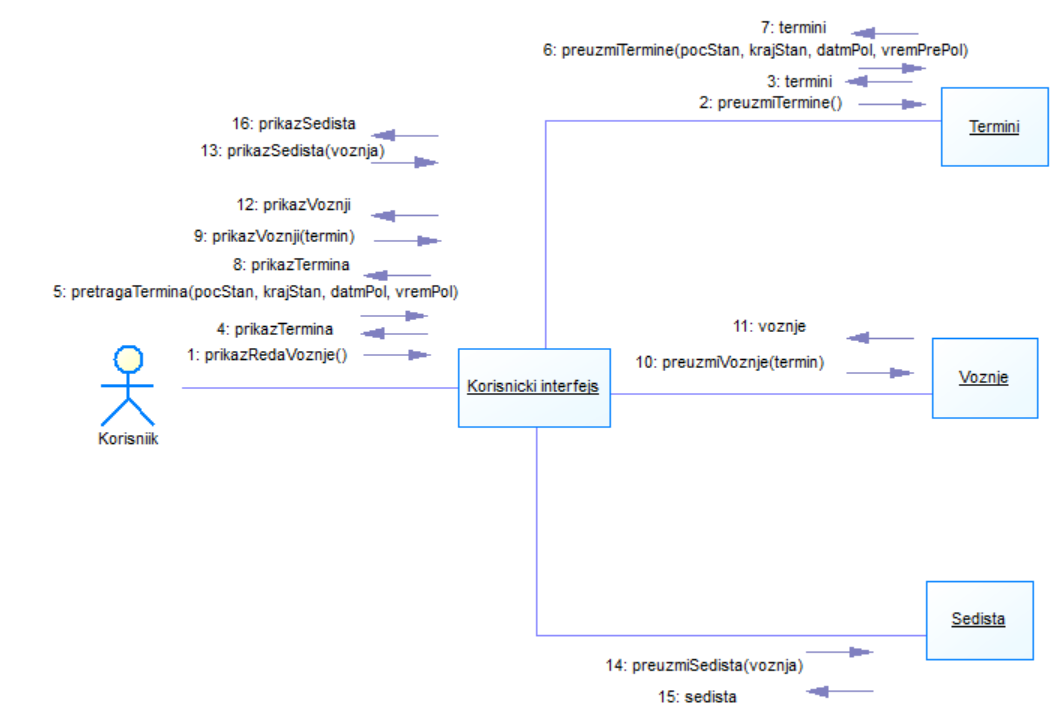 7: termini
6: preuzmiTermine(pocStan, krajStan, datmPol, vremPrePol)
3: termini
2: preuzmiTermine()
Termini
16: prikazSedista
13: prikazSedista(voznja)
12: prikazVoznji
9: prikazVoznji(termin)
8: prikazTermina
5: pretragaTermina(pocStan, krajStan, datmPol, vremPol)
4: prikazTermina
1: prikazRedaVoznje()
Korisniik
Korisnicki interfejs
11: voznje
10: preuzmiVoznje(termin)
Voznje
Sedista
14: preuzmiSedista(voznja)
15: sedista